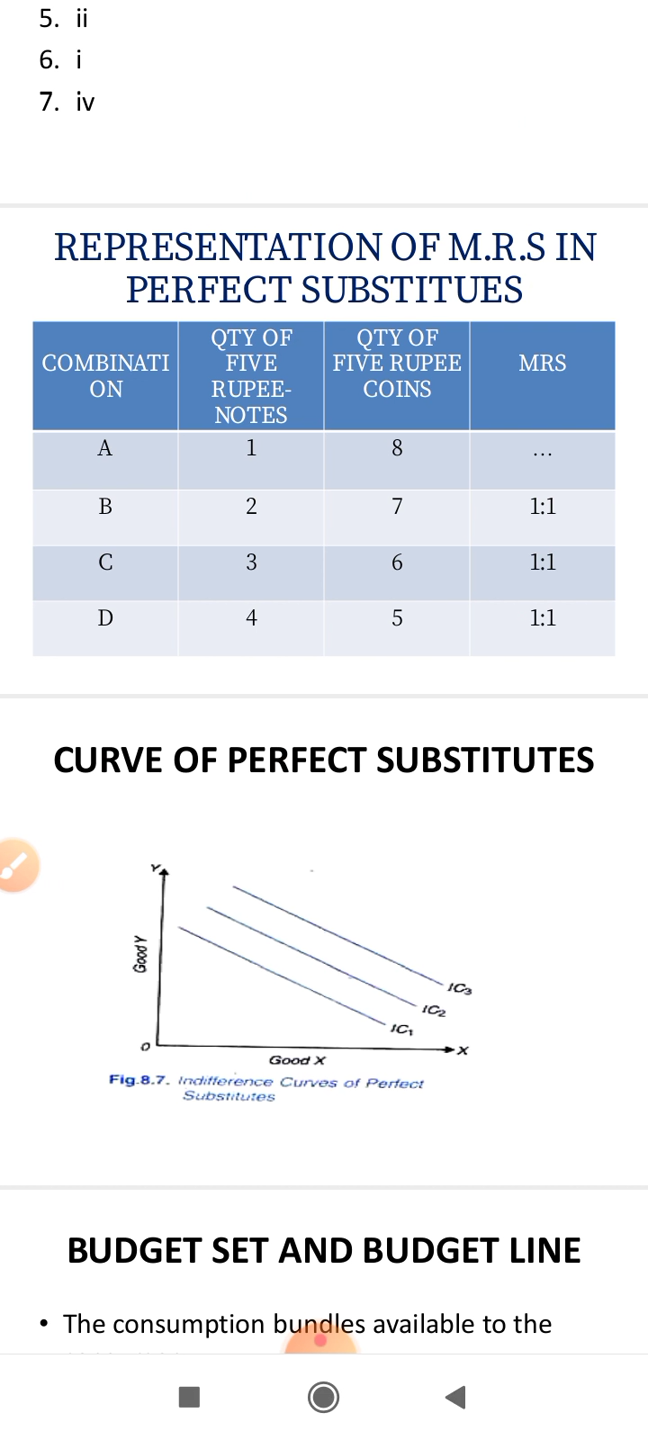 5. ii
6. i
7. iv
REPRESENTATION OF M.R.S IN
PERFECT SUBSTITUES
COMBINATI
ON
QTY OF
FIVE
RUPEE-
NOTES
QTY OF
FIVE RUPEE
COINS
MRS
A 1 8 ...
B 2 7 1:1
C 3 6 1:1
D 4 5 1:1
CURVE OF PERFECT SUBSTITUTES
Y
Good Y
IC3
IC2
IC1
O
X
Good X
Fig.8.7. Indifference Curves of Perfect
Substitutes
BUDGET SET AND BUDGET LINE
• The consumption bundles available to the